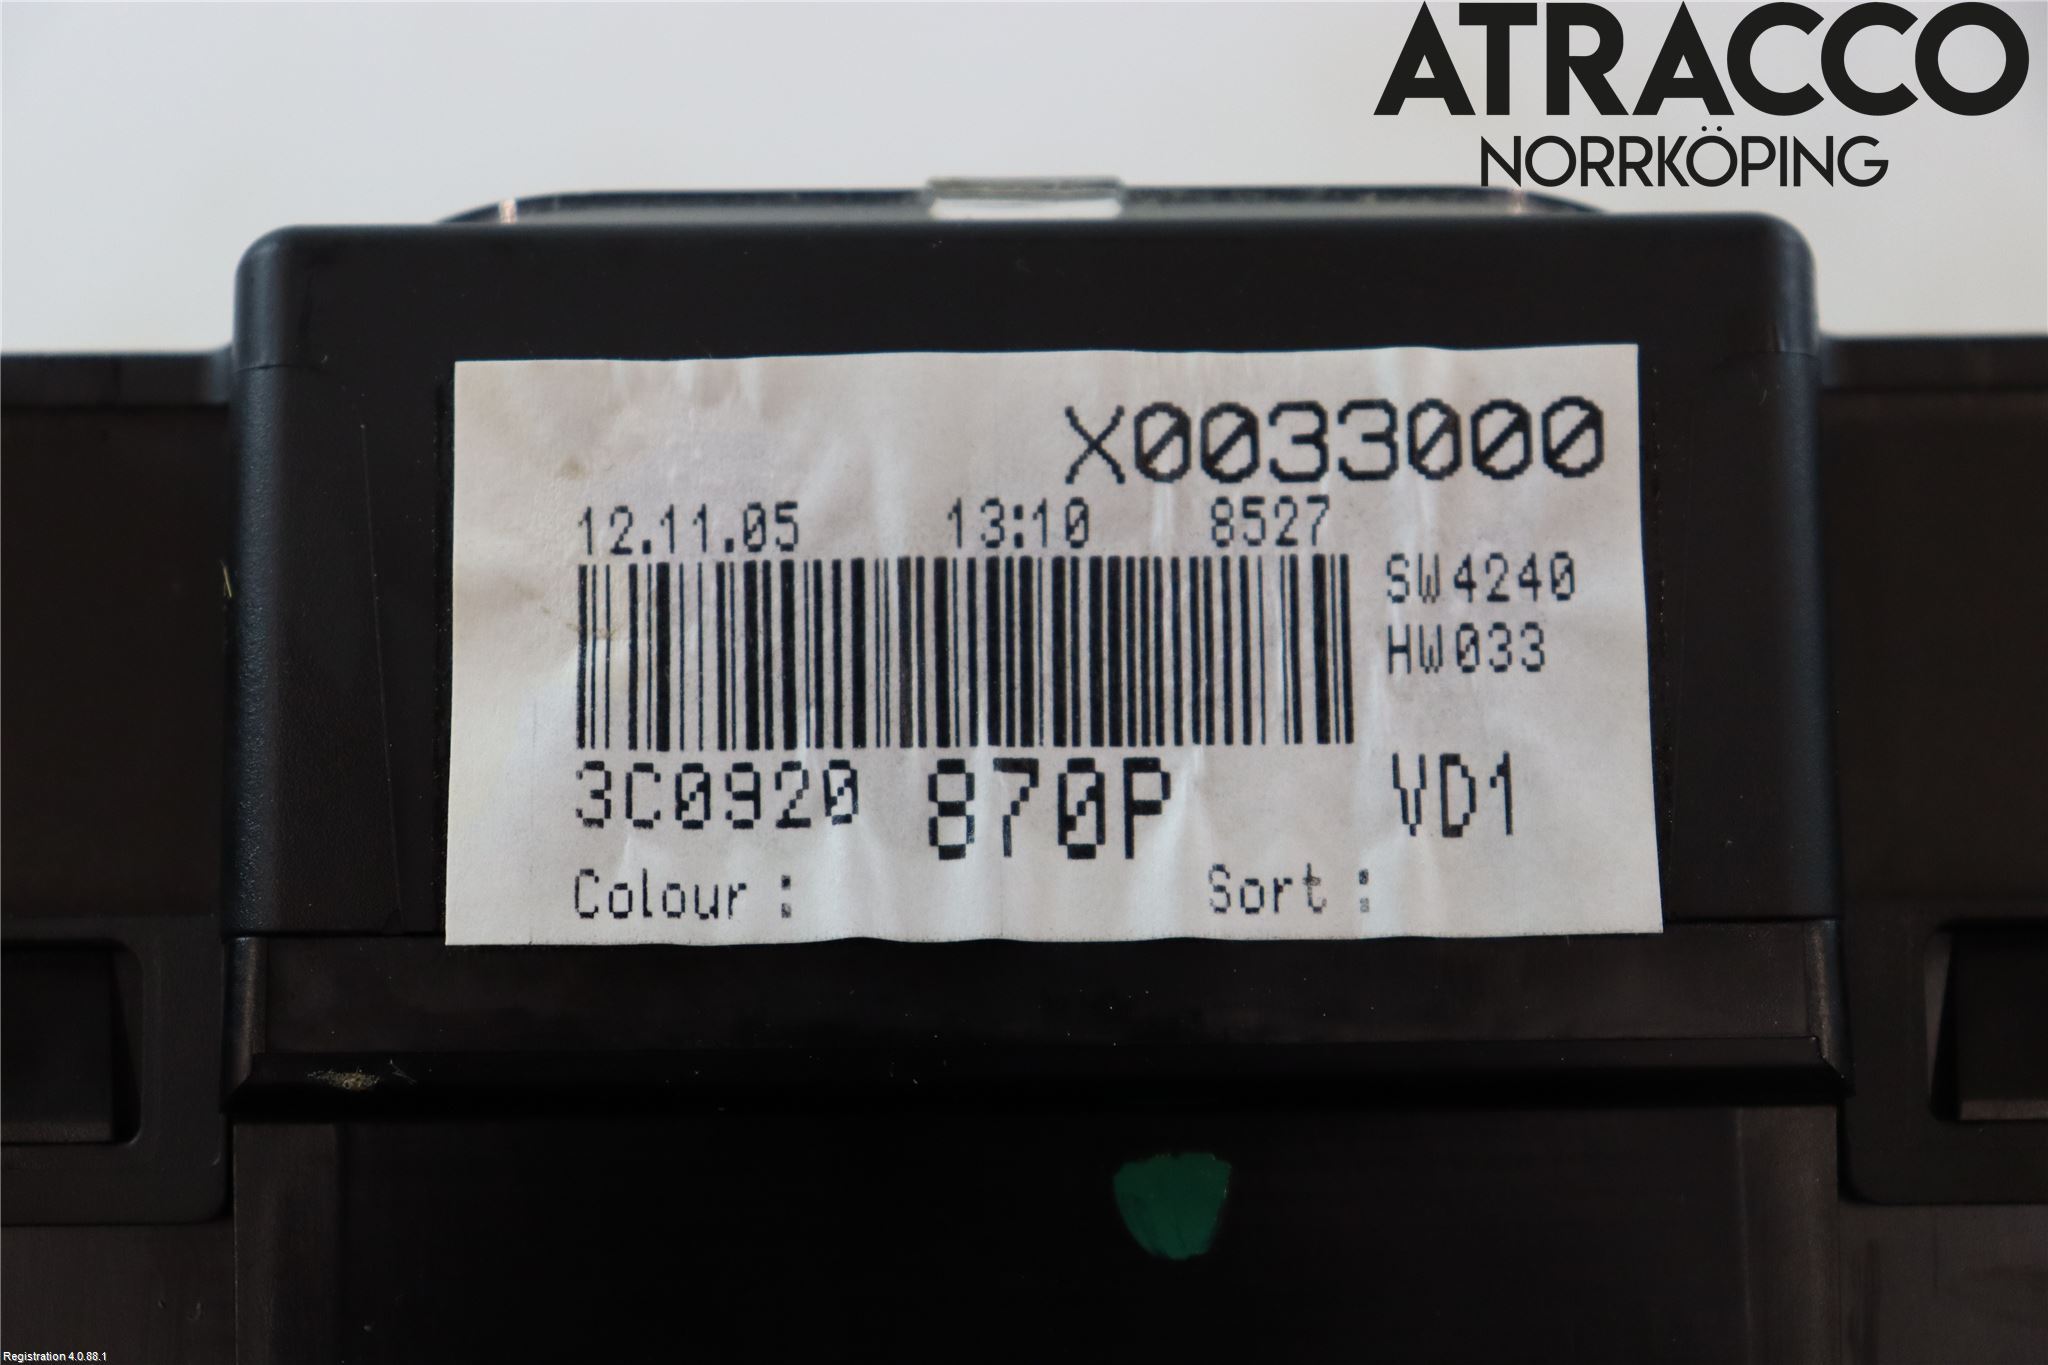 ATRACCO
NORRKÖPING
X0033000
12.11.05 13:10 8527
SW4240
HW033
3C0920 870P VD1
Colour : Sort :
Registration 4.0.88.1